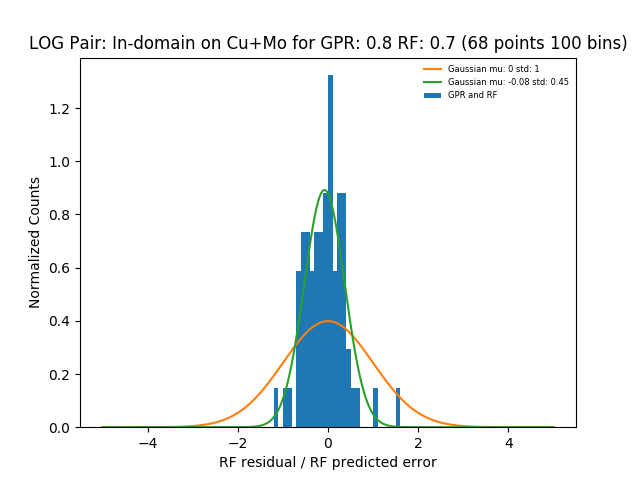 LOG Pair: In-domain on Cu+Mo for GPR: 0.8 RF: 0.7 (68 points 100 bins)
Gaussian mu: 0 std: 1
Gaussian mu: -0.08 std: 0.45
GPR and RF
Normalized Counts
1.2
1.0
0.8
0.6
0.4
0.2
0.0
−4 −2 0 2 4
RF residual / RF predicted error